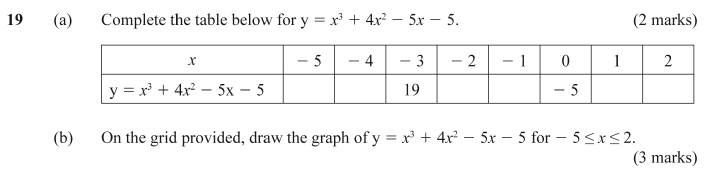 19 (a) Complete the table below for y = x³ + 4x² − 5x − 5. (2 marks)
x − 5 − 4 − 3 − 2 − 1 0 1 2
y = x³ + 4x² − 5x − 5 19 − 5
(b) On the grid provided, draw the graph of y = x³ + 4x² − 5x − 5 for − 5 ≤ x ≤ 2.
(3 marks)